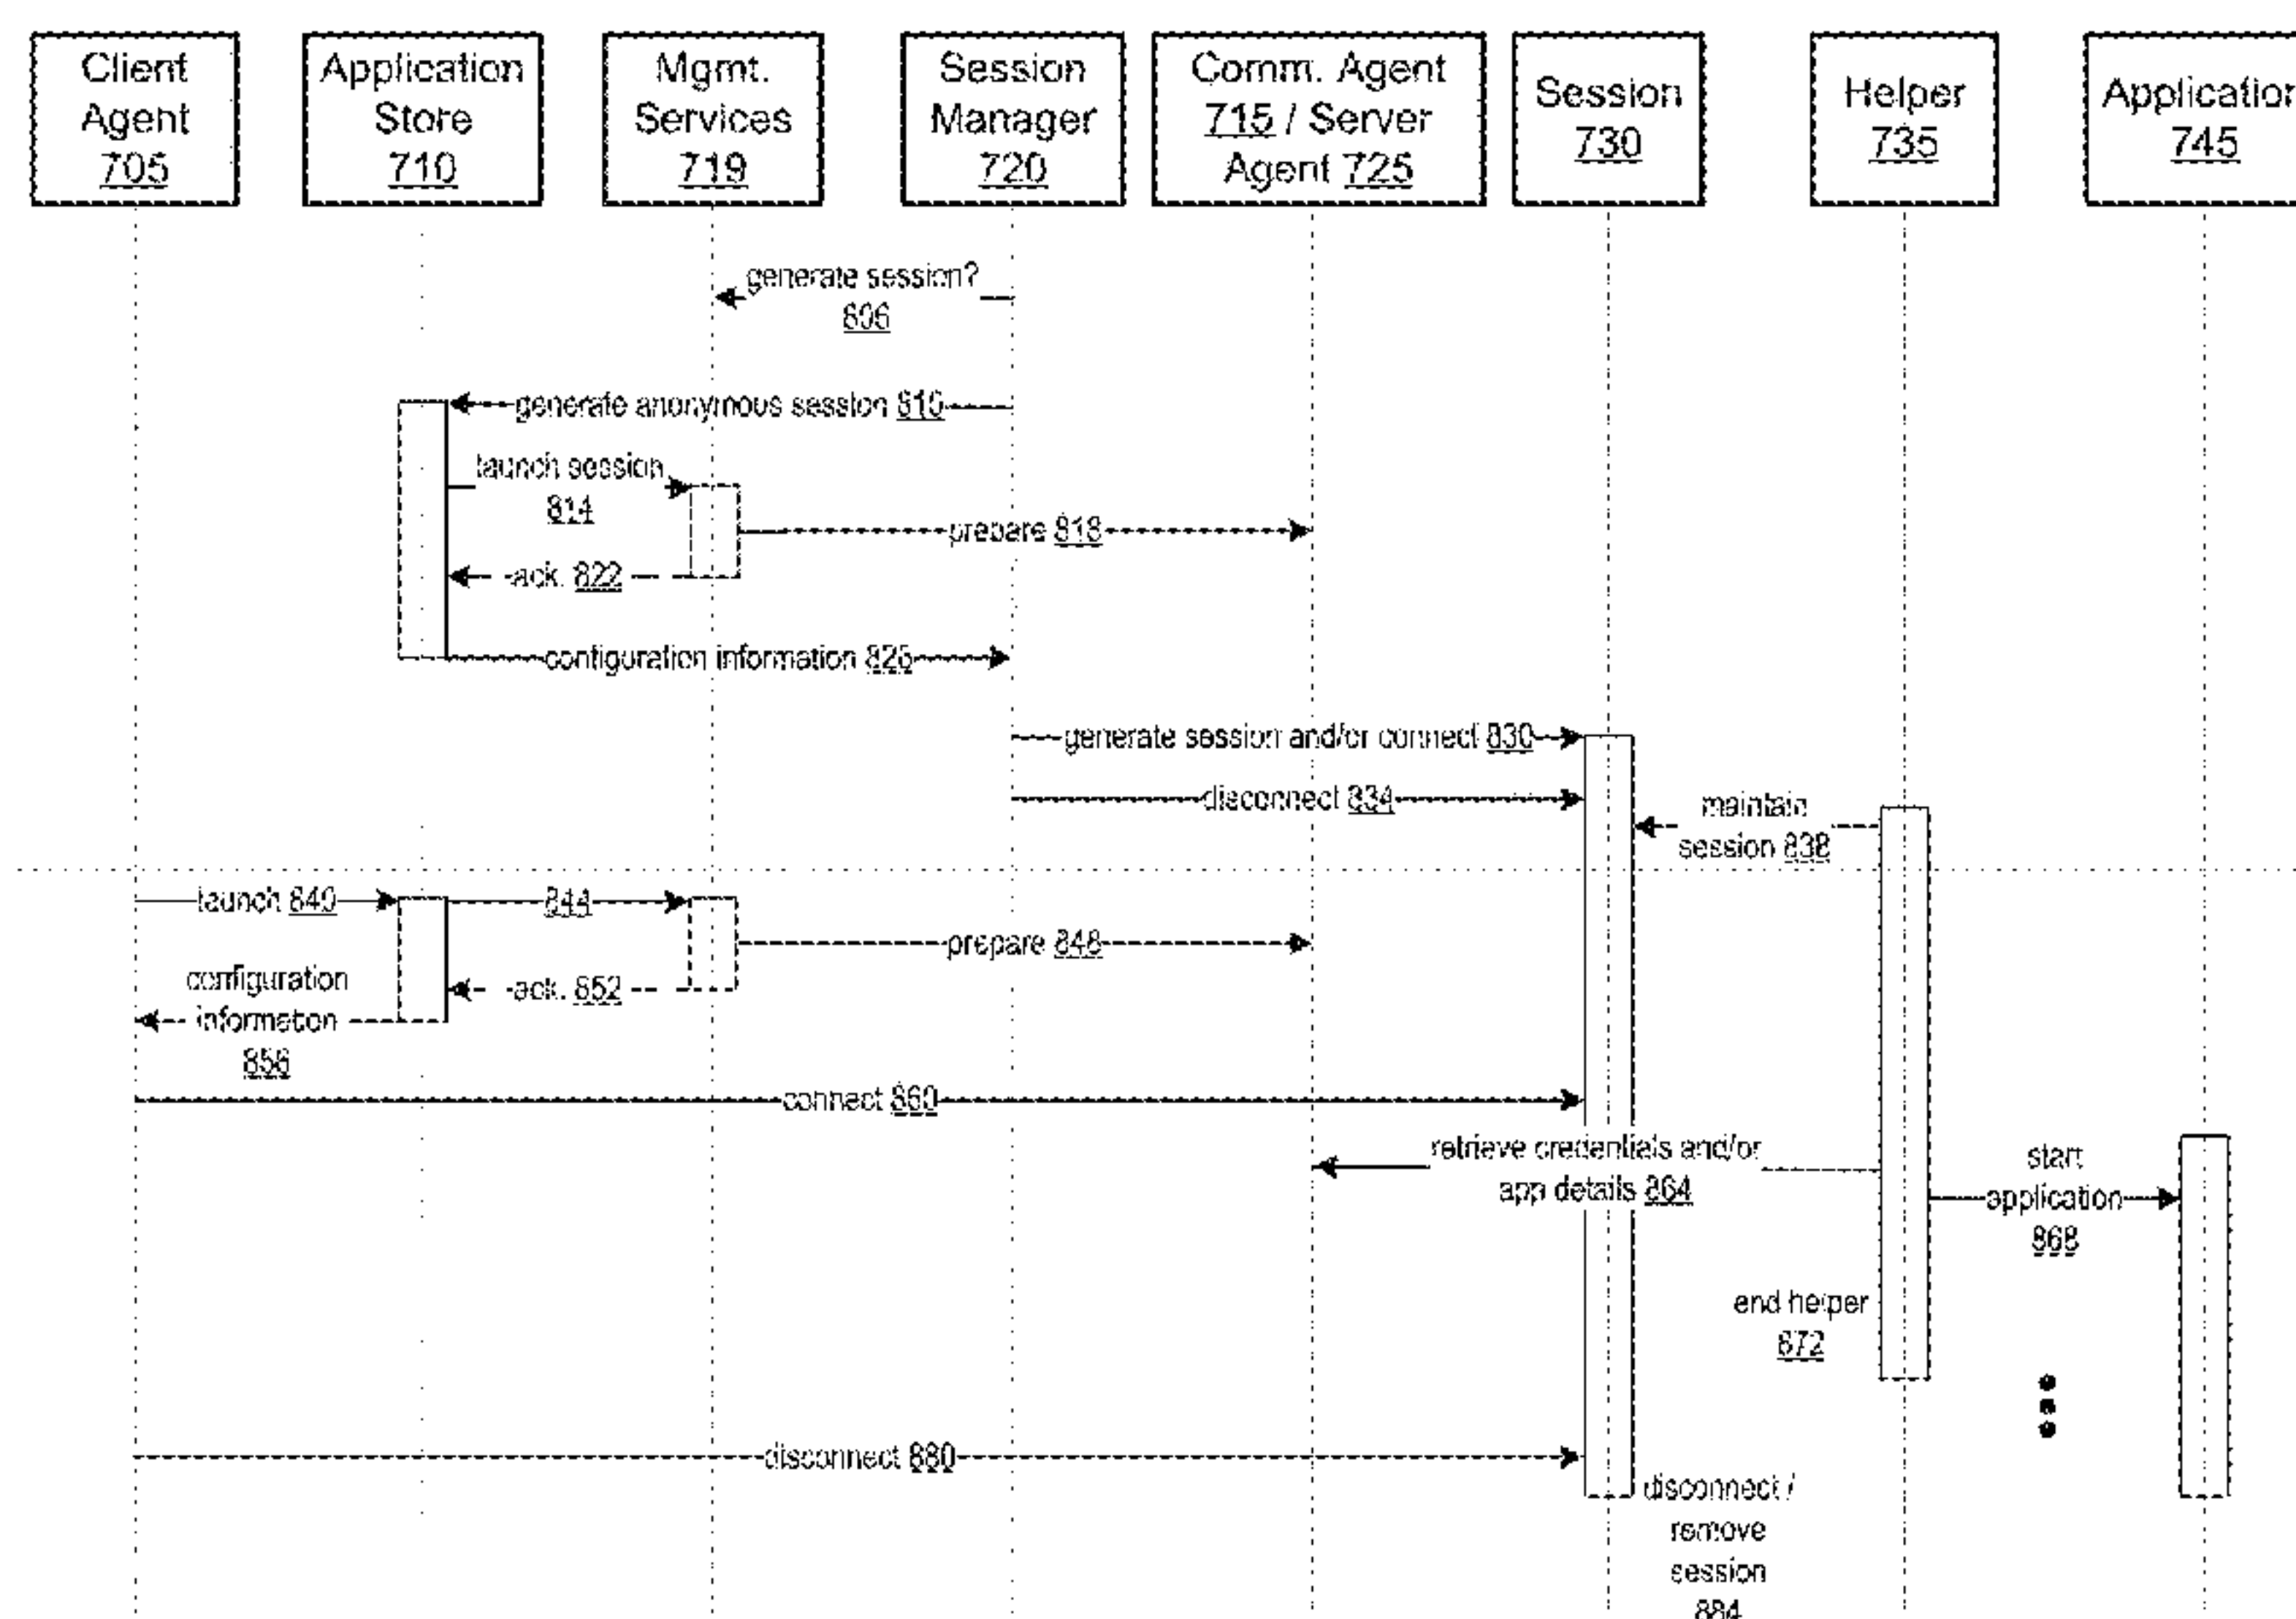 Client
Agent
705
Application
Store
710
Mgmt.
Services
719
Session
Manager
720
Comm. Agent
715 / Server
Agent 725
Session
730
Helper
735
Application
745
generate session?
806
generate anonymous session 810
launch session
814
prepare 818
-ack. 822
configuration information 826
generate session and/or connect 830
disconnect 834
maintain
session 838
launch 840
844
prepare 848
-ack. 852
configuration
information
856
connect 860
retrieve credentials and/or
app details 864
start
application
868
end helper
872
disconnect 880
disconnect /
remove
session
884